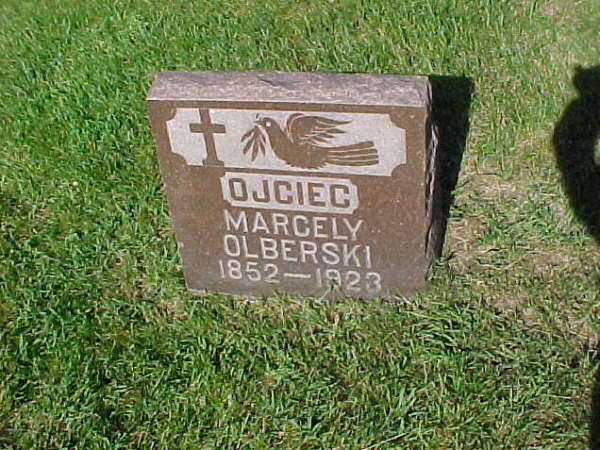 OJCIEC
MARCELY
OLBERSKI
1852—1923